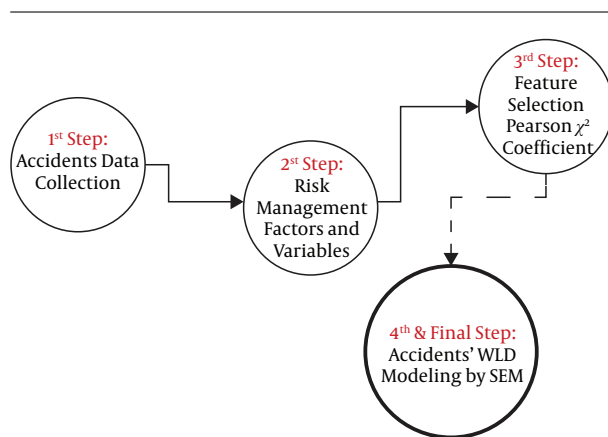 1st Step:
Accidents Data
Collection
2st Step:
Risk
Management
Factors and
Variables
3rd Step:
Feature
Selection
Pearson χ²
Coefficient
4th & Final Step:
Accidents’ WLD
Modeling by SEM